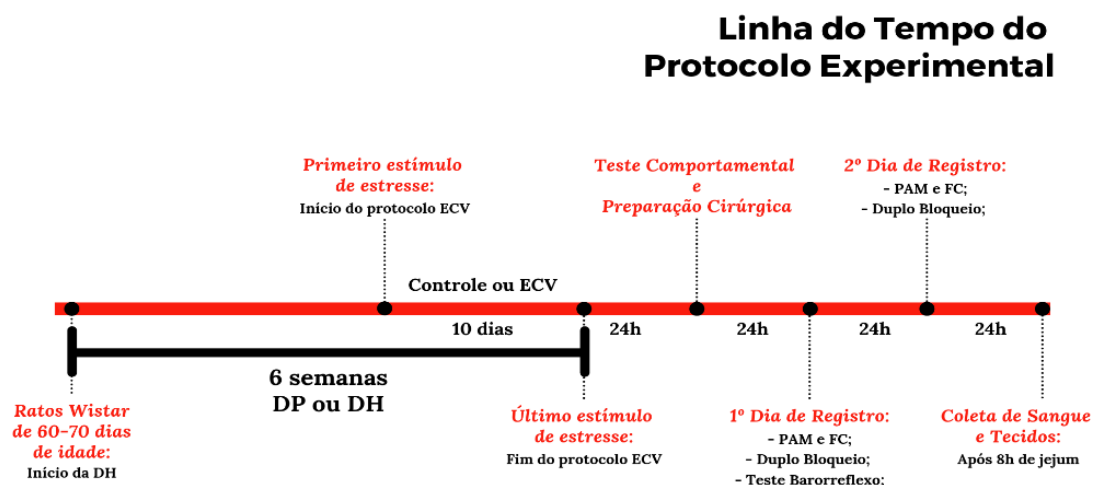 Linha do Tempo do
Protocolo Experimental
Primeiro estímulo
de estresse:
Início do protocolo ECV
Teste Comportamental
e
Preparação Cirúrgica
2º Dia de Registro:
- PAM e FC;
- Duplo Bloqueio;
Controle ou ECV
10 dias
24h
24h
24h
24h
6 semanas
DP ou DH
Ratos Wistar
de 60-70 dias
de idade:
Início da DH
Último estímulo
de estresse:
Fim do protocolo ECV
1º Dia de Registro:
- PAM e FC;
- Duplo Bloqueio;
- Teste Barorreflexo;
Coleta de Sangue
e Tecidos:
Após 8h de jejum